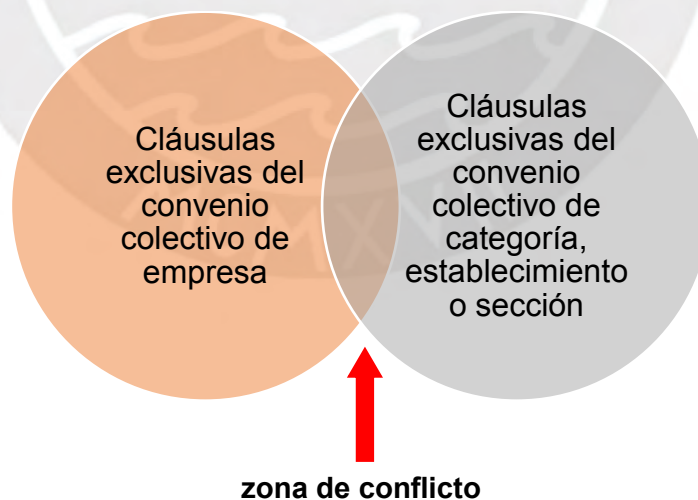 Cláusulas
exclusivas del
convenio
colectivo de
empresa
Cláusulas
exclusivas del
convenio
colectivo de
categoría,
establecimiento
o sección
zona de conflicto